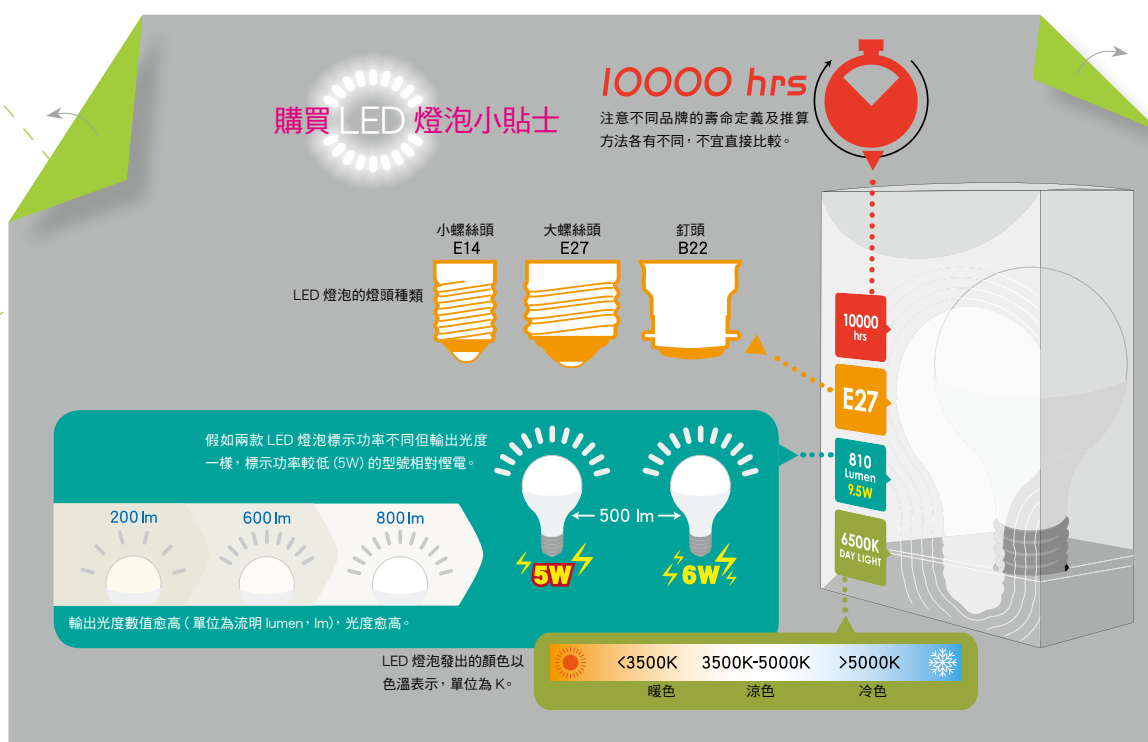 購買 LED 燈泡小貼士
10000 hrs
注意不同品牌的壽命定義及推算
方法各有不同，不宜直接比較。
小螺絲頭
E14
大螺絲頭
E27
釘頭
B22
LED 燈泡的燈頭種類
10000
hrs
E27
810
Lumen
9.5W
6500K
DAY LIGHT
假如兩款 LED 燈泡標示功率不同但輸出光度
一樣，標示功率較低 (5W) 的型號相對慳電。
200 lm
600 lm
800 lm
500 lm
5W
6W
輸出光度數值愈高 ( 單位為流明 lumen，lm)，光度愈高。
LED 燈泡發出的顏色以
色溫表示，單位為 K。
<3500K 3500K-5000K >5000K
暖色 涼色 冷色